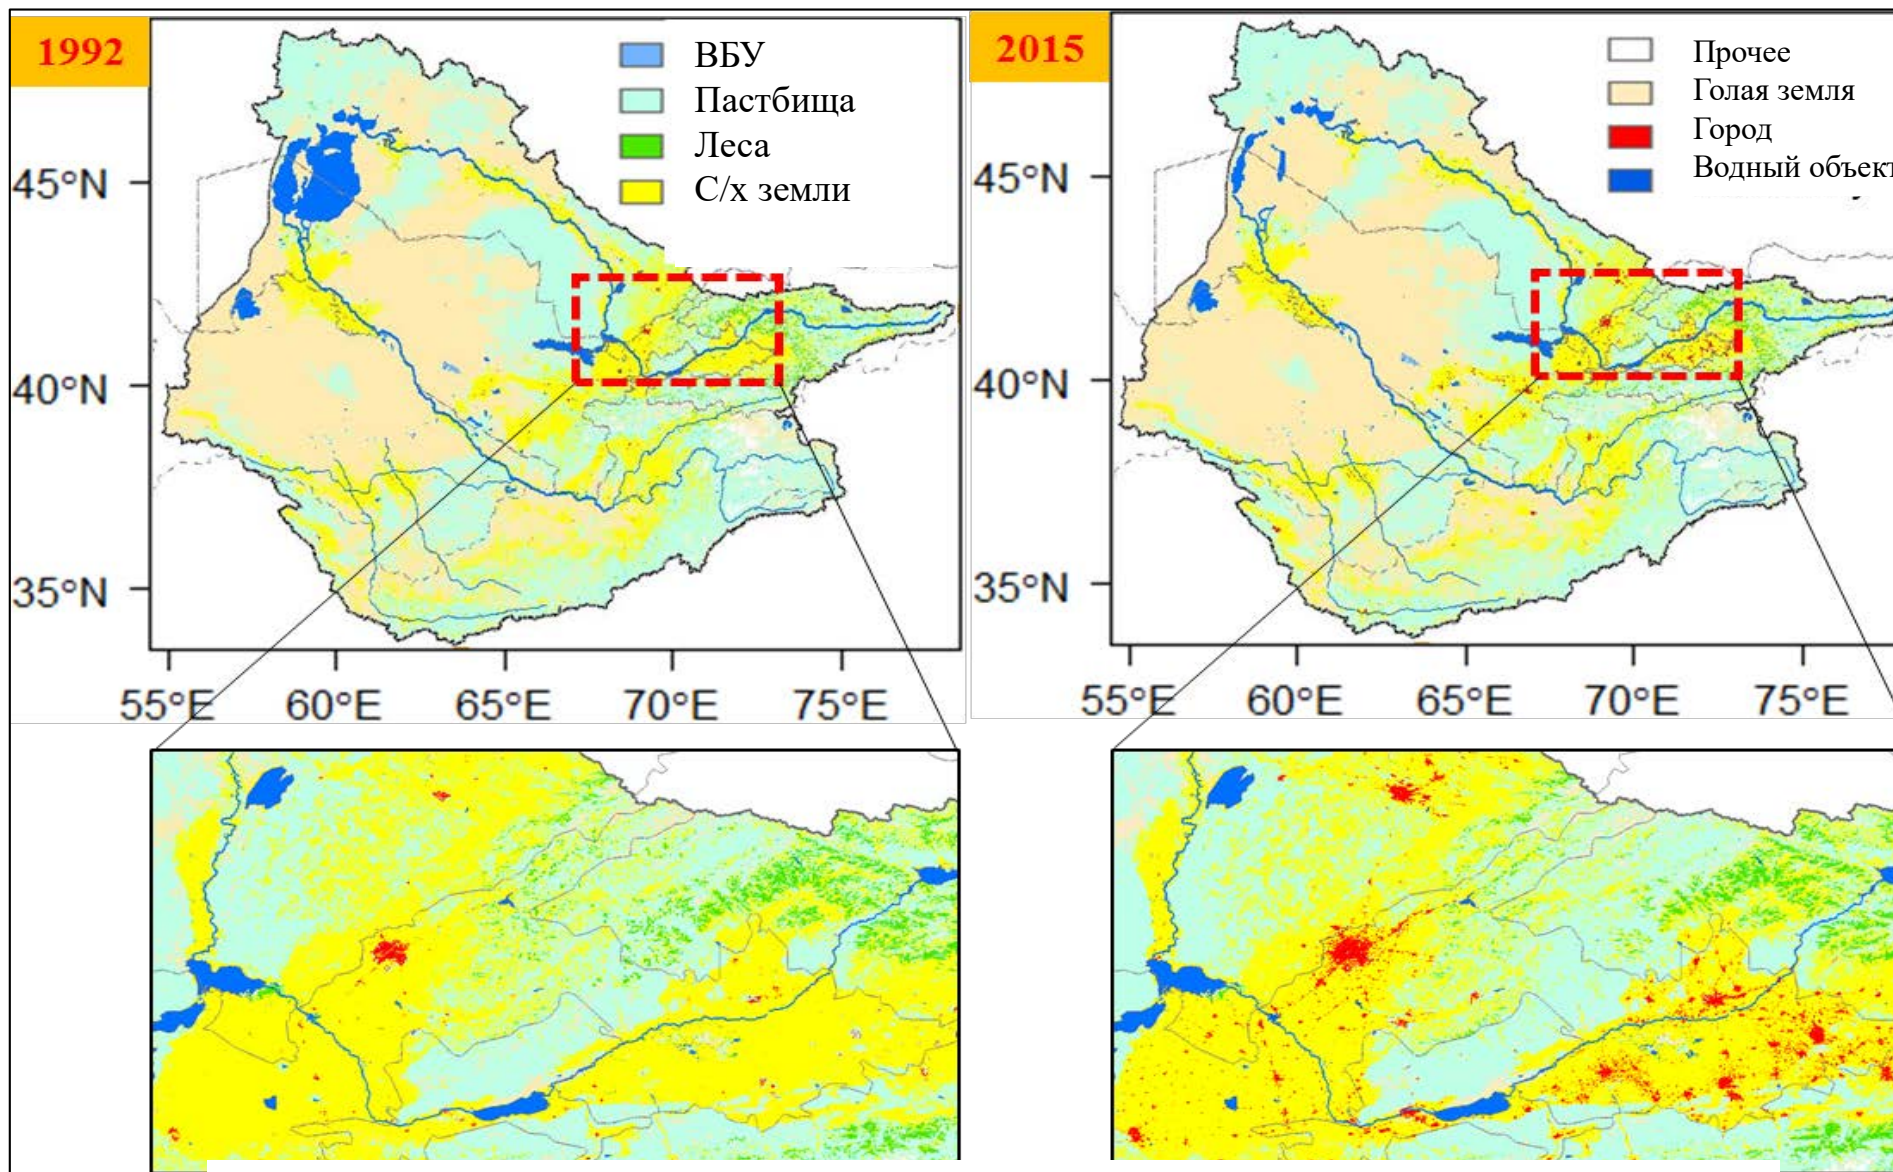 1992
ВБУ
Пастбища
Леса
С/х земли
45°N
40°N
35°N
55°E 60°E 65°E 70°E 75°E
2015
Прочее
Голая земля
Город
Водный объект
45°N
40°N
35°N
55°E 60°E 65°E 70°E 75°E